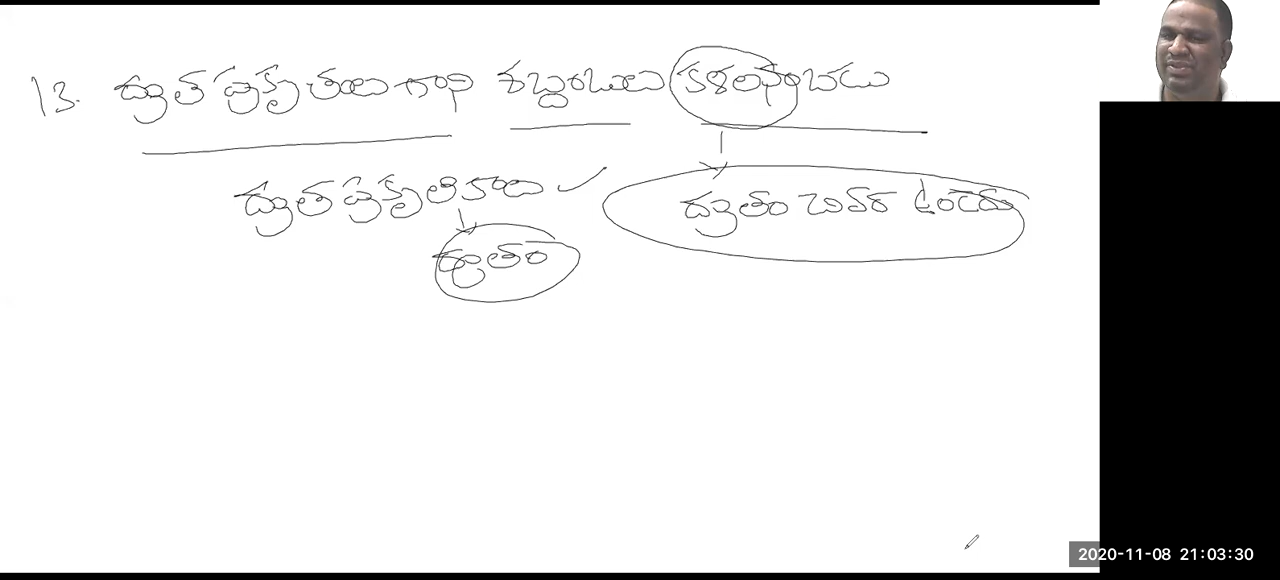 13. ద్రుత ప్రకృతులు గాని శబ్దంబులు కళలనంబడు
ద్రుత ప్రకృతికాలు ✓
ద్రుతం చివర ఉండదు
ద్రుతం
2020-11-08 21:03:30